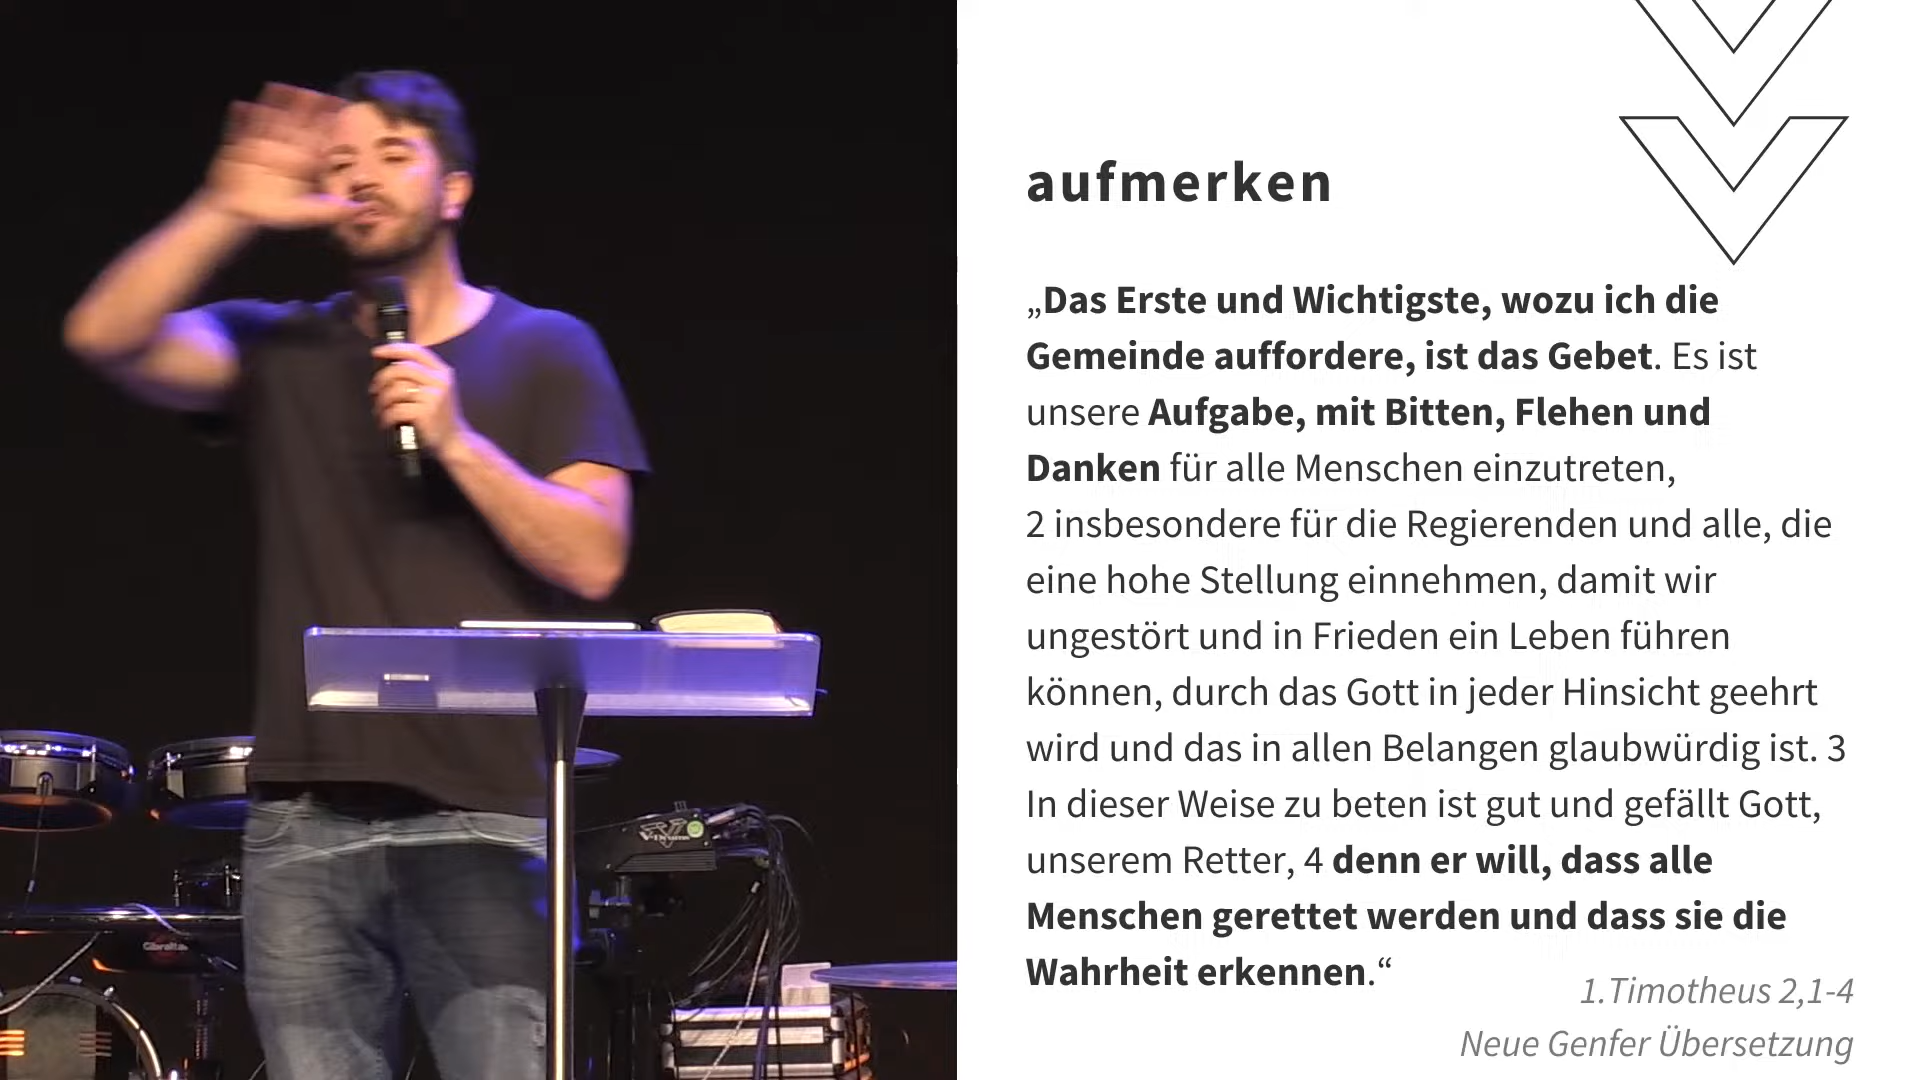 aufmerken
„Das Erste und Wichtigste, wozu ich die
Gemeinde auffordere, ist das Gebet. Es ist
unsere Aufgabe, mit Bitten, Flehen und
Danken für alle Menschen einzutreten,
2 insbesondere für die Regierenden und alle, die
eine hohe Stellung einnehmen, damit wir
ungestört und in Frieden ein Leben führen
können, durch das Gott in jeder Hinsicht geehrt
wird und das in allen Belangen glaubwürdig ist. 3
In dieser Weise zu beten ist gut und gefällt Gott,
unserem Retter, 4 denn er will, dass alle
Menschen gerettet werden und dass sie die
Wahrheit erkennen.“
1.Timotheus 2,1-4
Neue Genfer Übersetzung
V-Drums
Gibraltar